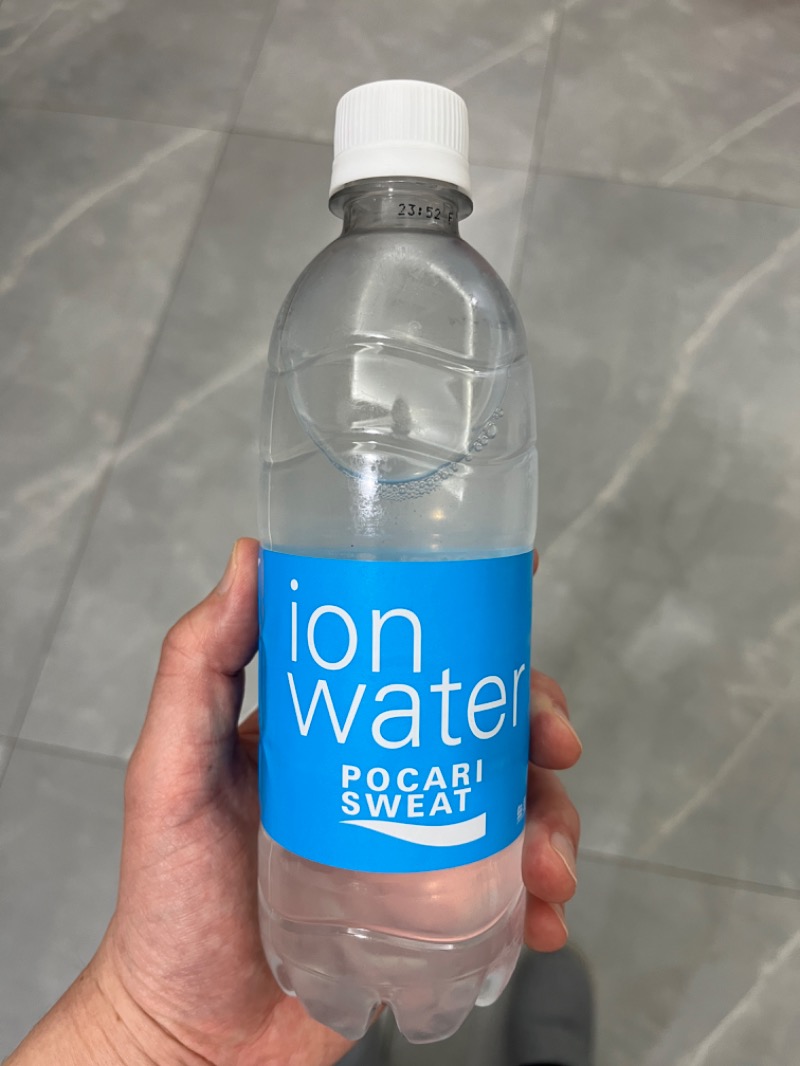 23:52 F
ion
water
POCARI
SWEAT